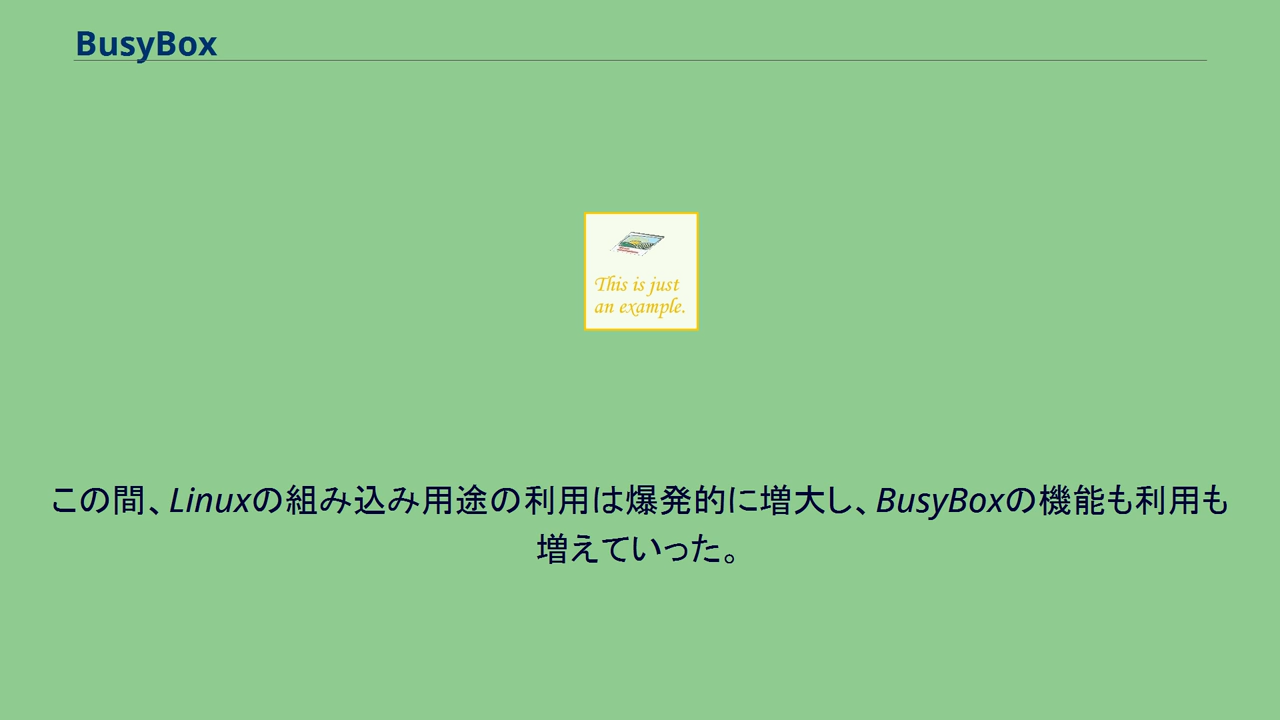 BusyBox
This is just
an example.
この間、Linuxの組み込み用途の利用は爆発的に増大し、BusyBoxの機能も利用も
増えていった。